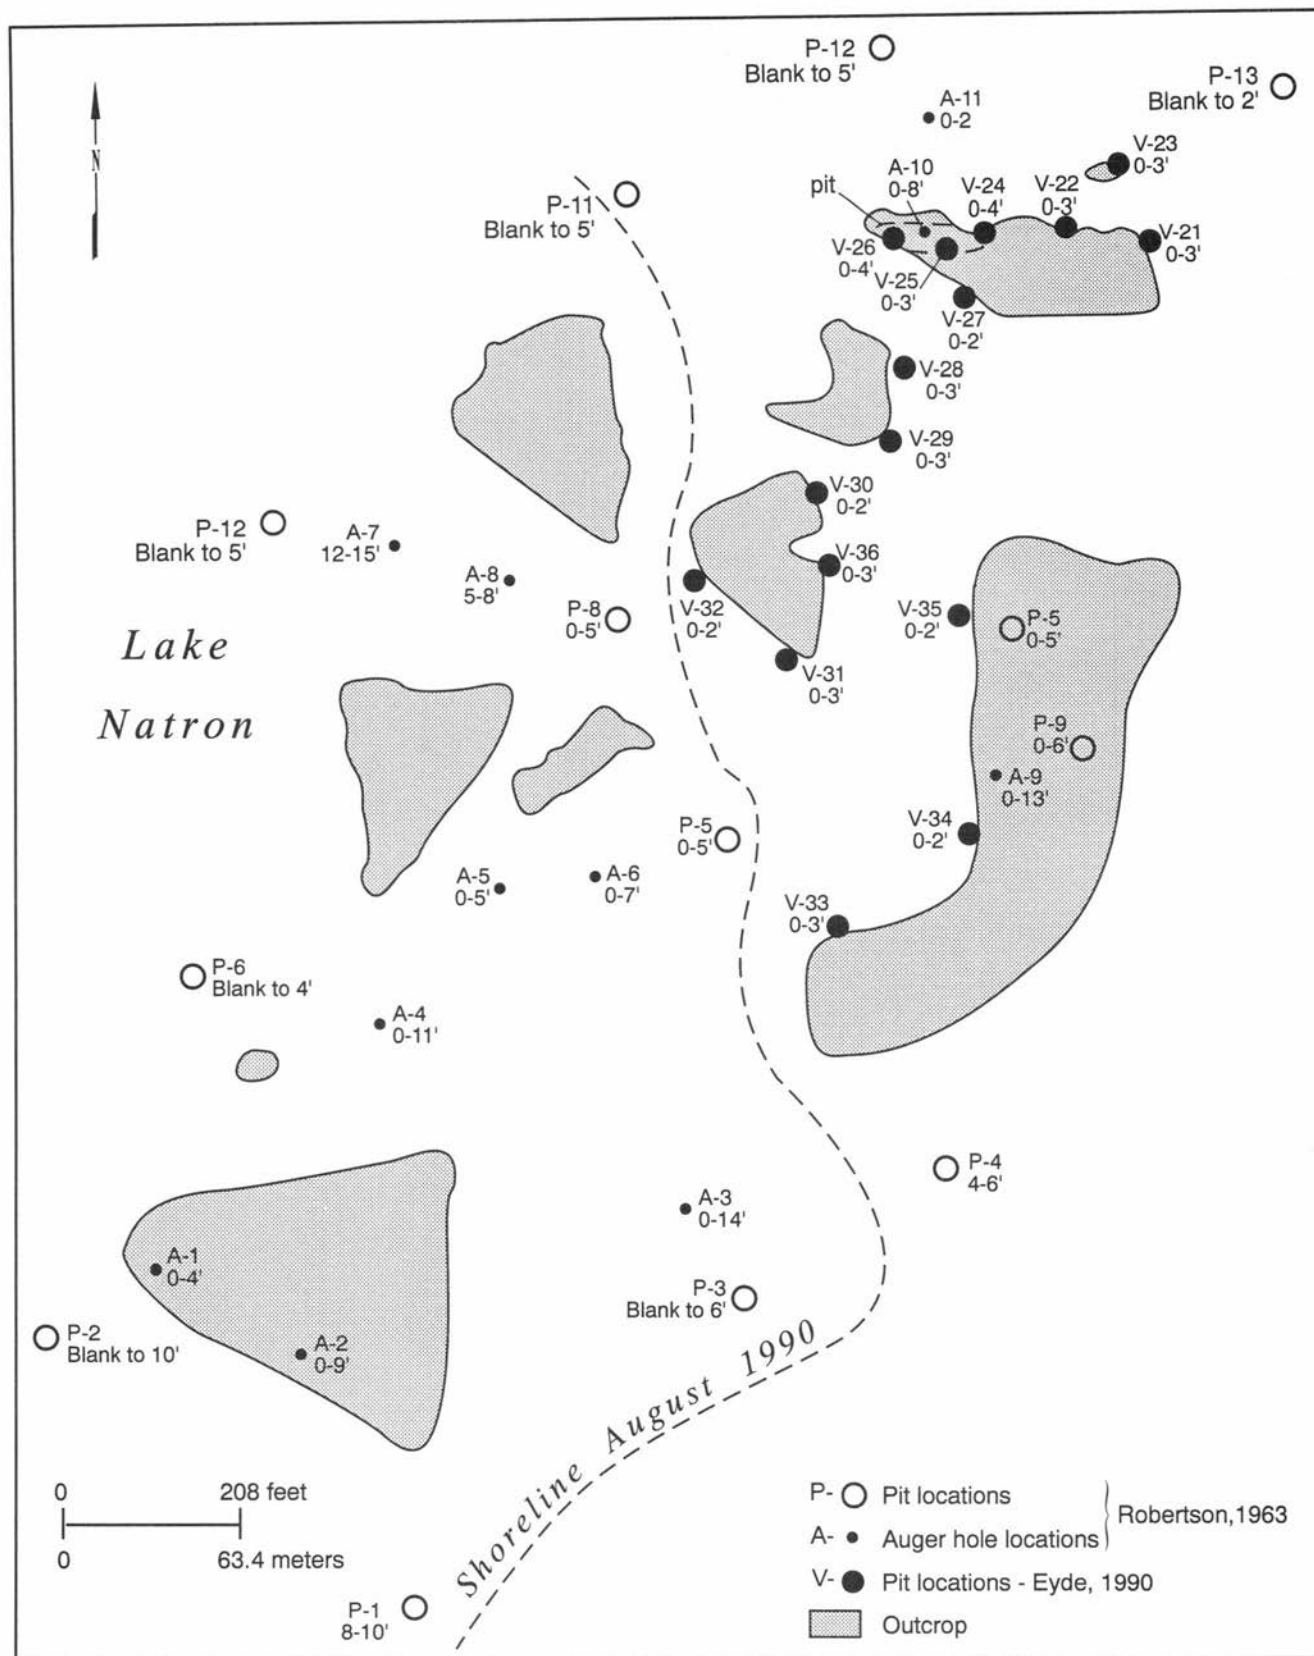 P-12
Blank to 5'
P-13
Blank to 2'
A-11
0-2
N
V-23
0-3'
A-10
0-8'
pit
V-24
0-4'
V-22
0-3'
P-11
Blank to 5'
V-21
0-3'
V-26
0-4'
V-25
0-3'
V-27
0-2'
V-28
0-3'
V-29
0-3'
V-30
0-2'
P-12
Blank to 5'
A-7
12-15'
V-36
0-3'
A-8
5-8'
P-8
0-5'
V-32
0-2'
V-35
0-2'
P-5
0-5'
Lake
Natron
V-31
0-3'
P-9
0-6'
A-9
0-13'
P-5
0-5'
V-34
0-2'
A-5
0-5'
A-6
0-7'
V-33
0-3'
P-6
Blank to 4'
A-4
0-11'
P-4
4-6'
A-3
0-14'
A-1
0-4'
P-3
Blank to 6'
P-2
Blank to 10'
A-2
0-9'
Shoreline August 1990
0 208 feet
0 63.4 meters
P-1
8-10'
P- Pit locations
A- Auger hole locations
Robertson,1963
V- Pit locations - Eyde, 1990
Outcrop